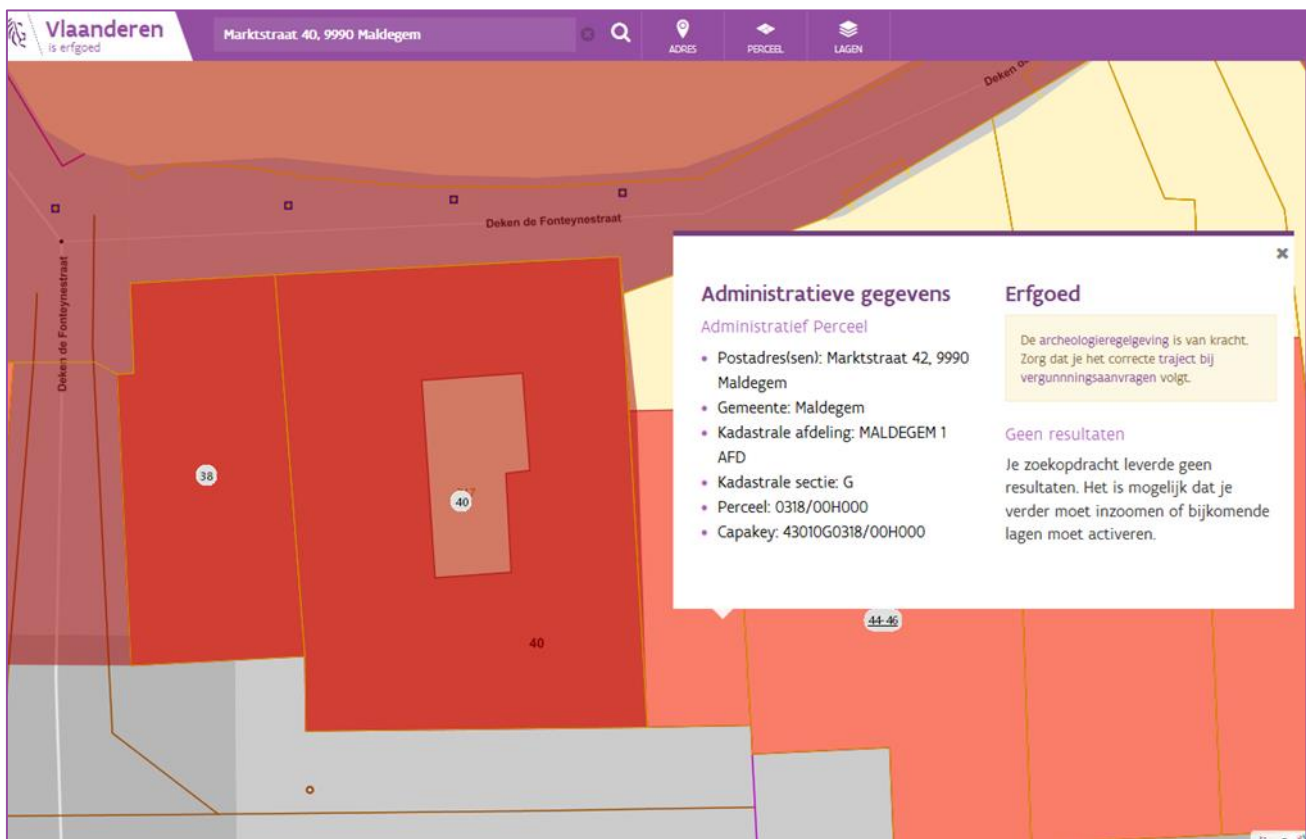 Vlaanderen
is erfgoed
Marktstraat 40, 9990 Maldegem
ADRES
PERCEEL
LAGEN
Deken
Deken de Fonteynestraat
Deken de Fonteynestraat
38
40
40
44-46
Administratieve gegevens
Administratief Perceel
• Postadres(sen): Marktstraat 42, 9990
Maldegem
• Gemeente: Maldegem
• Kadastrale afdeling: MALDEGEM 1
AFD
• Kadastrale sectie: G
• Perceel: 0318/00H000
• Capakey: 43010G0318/00H000
Erfgoed
De archeologieregelgeving is van kracht.
Zorg dat je het correcte traject bij
vergunnningsaanvragen volgt.
Geen resultaten
Je zoekopdracht leverde geen
resultaten. Het is mogelijk dat je
verder moet inzoomen of bijkomende
lagen moet activeren.